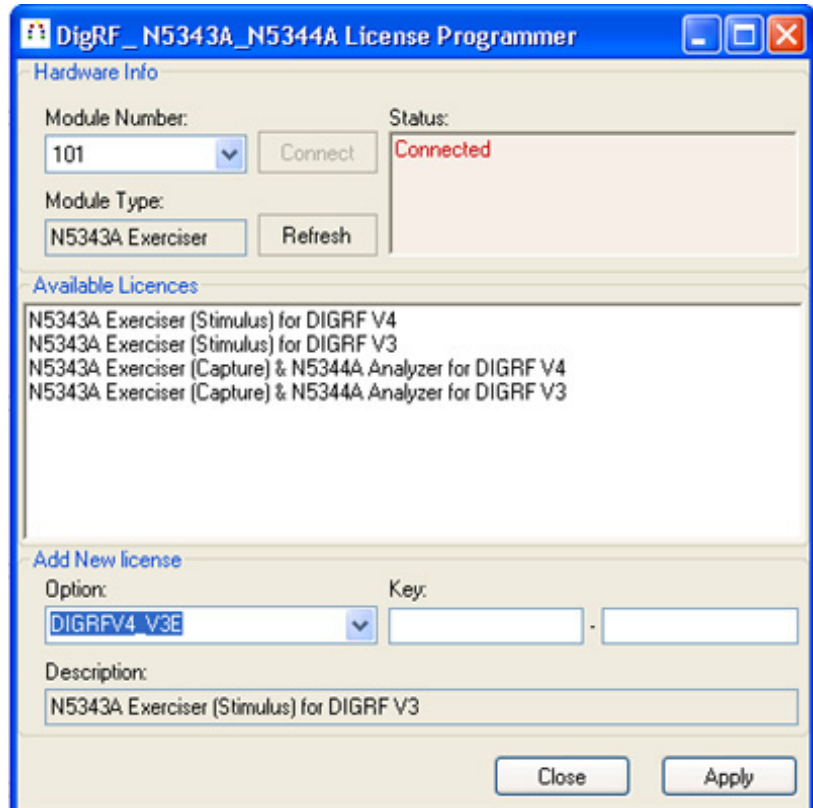 DigRF_ N5343A_N5344A License Programmer
Hardware Info
Module Number:
Status:
101
Connect
Connected
Module Type:
N5343A Exerciser
Refresh
Available Licences
N5343A Exerciser (Stimulus) for DIGRF V4
N5343A Exerciser (Stimulus) for DIGRF V3
N5343A Exerciser (Capture) & N5344A Analyzer for DIGRF V4
N5343A Exerciser (Capture) & N5344A Analyzer for DIGRF V3
Add New license
Option:
Key:
DIGRFV4_V3E
-
Description:
N5343A Exerciser (Stimulus) for DIGRF V3
Close
Apply